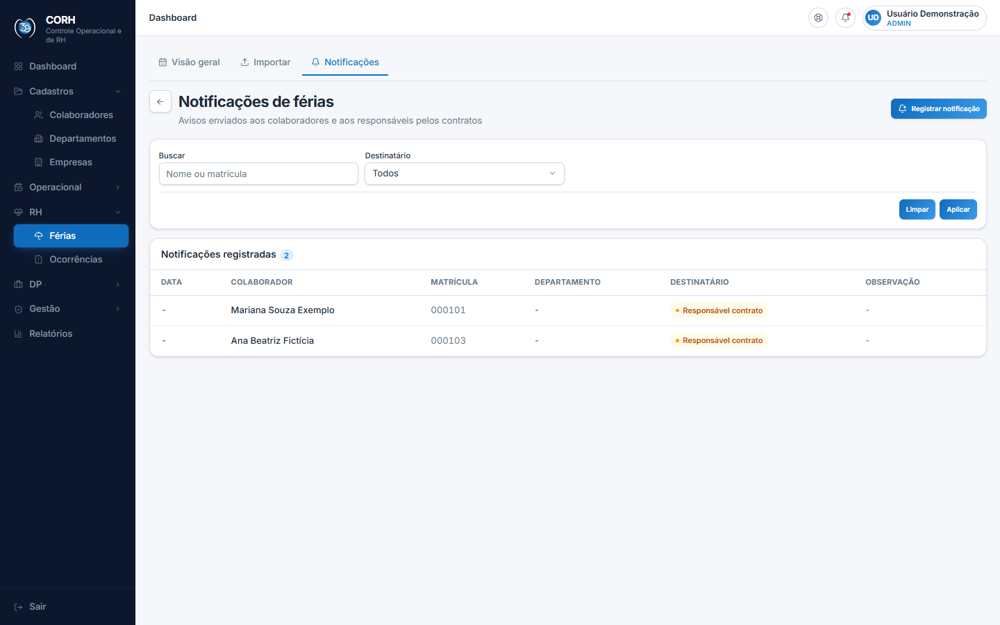 CORH
Controle Operacional e
de RH
Dashboard
Cadastros
Colaboradores
Departamentos
Empresas
Operacional
RH
Férias
Ocorrências
DP
Gestão
Relatórios
Sair
Dashboard
UD
Usuário Demonstração
ADMIN
Visão geral
Importar
Notificações
Notificações de férias
Avisos enviados aos colaboradores e aos responsáveis pelos contratos
Registrar notificação
Buscar
Nome ou matrícula
Destinatário
Todos
Limpar
Aplicar
Notificações registradas 2
DATA COLABORADOR MATRÍCULA DEPARTAMENTO DESTINATÁRIO OBSERVAÇÃO
- Mariana Souza Exemplo 000101 - Responsável contrato -
- Ana Beatriz Fictícia 000103 - Responsável contrato -